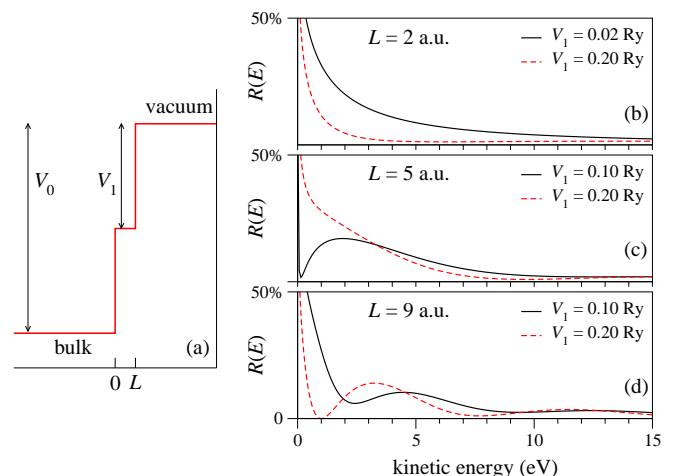 vacuum
V0
V1
bulk
(a)
0
L
50%
R(E)
L = 2 a.u.
V1 = 0.02 Ry
V1 = 0.20 Ry
(b)
50%
R(E)
L = 5 a.u.
V1 = 0.10 Ry
V1 = 0.20 Ry
(c)
50%
R(E)
L = 9 a.u.
V1 = 0.10 Ry
V1 = 0.20 Ry
(d)
0
0 5 10 15
kinetic energy (eV)